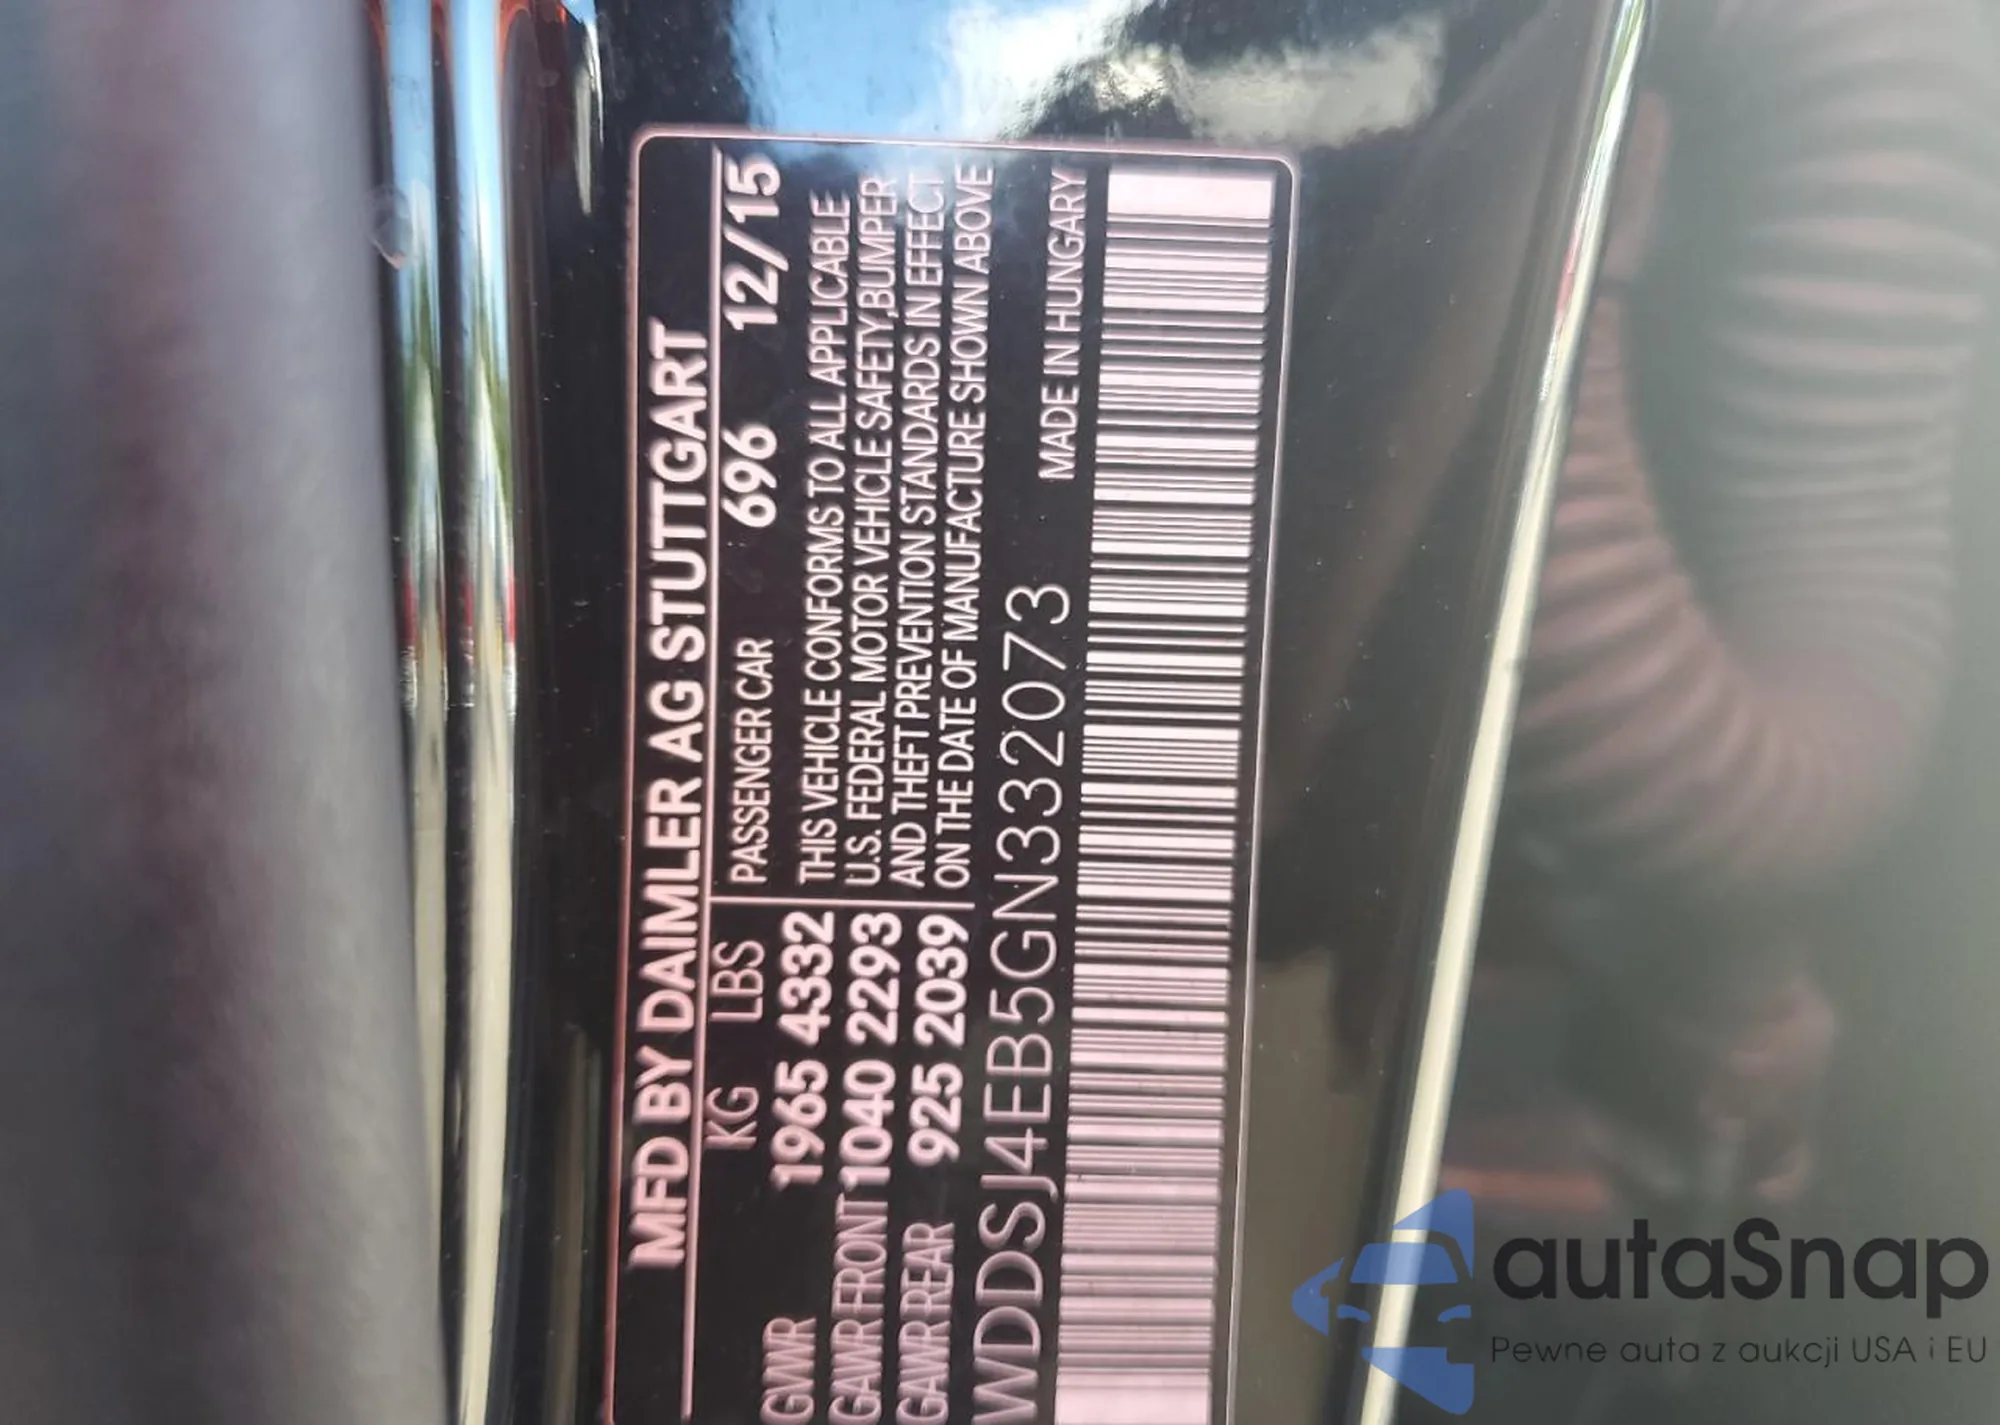 MFD BY DAIMLER AG STUTTGART
KG LBS PASSENGER CAR 696 12/15
GVWR 1965 4332 THIS VEHICLE CONFORMS TO ALL APPLICABLE
GAWR FRONT 1040 2293 U.S. FEDERAL MOTOR VEHICLE SAFETY,BUMPER
GAWR REAR 925 2039 AND THEFT PREVENTION STANDARDS IN EFFECT
ON THE DATE OF MANUFACTURE SHOWN ABOVE
WDDSJ4EB5GN332073 MADE IN HUNGARY
autaSnap
Pewne auta z aukcji USA i EU